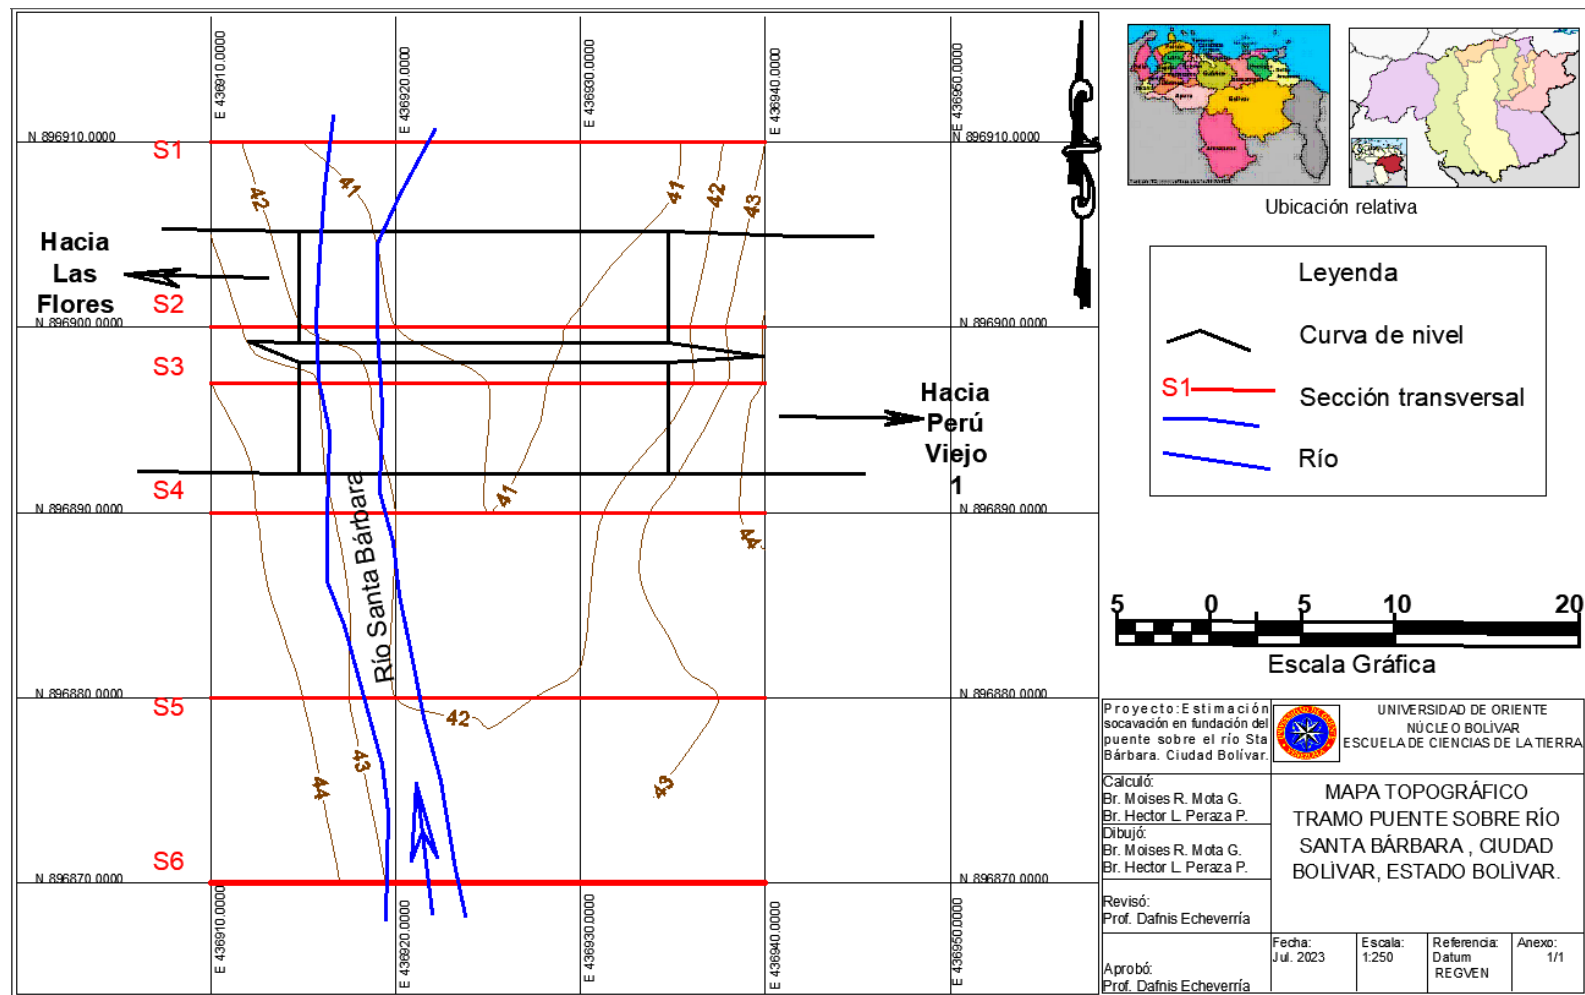 E 436910.0000
E 436920.0000
E 436930.0000
E 436940.0000
E 436950.0000
N 896910.0000
N 896910.0000
S1
41
42
41
42
43
Hacia
Las
Flores
S2
N 896900.0000
N 896900.0000
S3
Hacia
Perú
Viejo
1
S4
41
N 896890.0000
N 896890.0000
44
Río Santa Bárbara
N 896880.0000
N 896880.0000
S5
42
43
44
43
S6
N 896870.0000
N 896870.0000
E 436910.0000
E 436920.0000
E 436930.0000
E 436940.0000
E 436950.0000
Ubicación relativa
Leyenda
Curva de nivel
S1
Sección transversal
Río
5 0 5 10 20
Escala Gráfica
Proyecto: Estimación
socavación en fundación del
puente sobre el río Sta
Bárbara. Ciudad Bolívar.
UNIVERSIDAD DE ORIENTE
NÚCLEO BOLÍVAR
ESCUELA DE CIENCIAS DE LA TIERRA
Calculó:
Br. Moises R. Mota G.
Br. Hector L. Peraza P.
Dibujó:
Br. Moises R. Mota G.
Br. Hector L. Peraza P.
Revisó:
Prof. Dafnis Echeverría
Aprobó:
Prof. Dafnis Echeverría
MAPA TOPOGRÁFICO
TRAMO PUENTE SOBRE RÍO
SANTA BÁRBARA , CIUDAD
BOLÌVAR, ESTADO BOLÌVAR.
Fecha:
Jul. 2023
Escala:
1:250
Referencia:
Datum
REGVEN
Anexo:
1/1